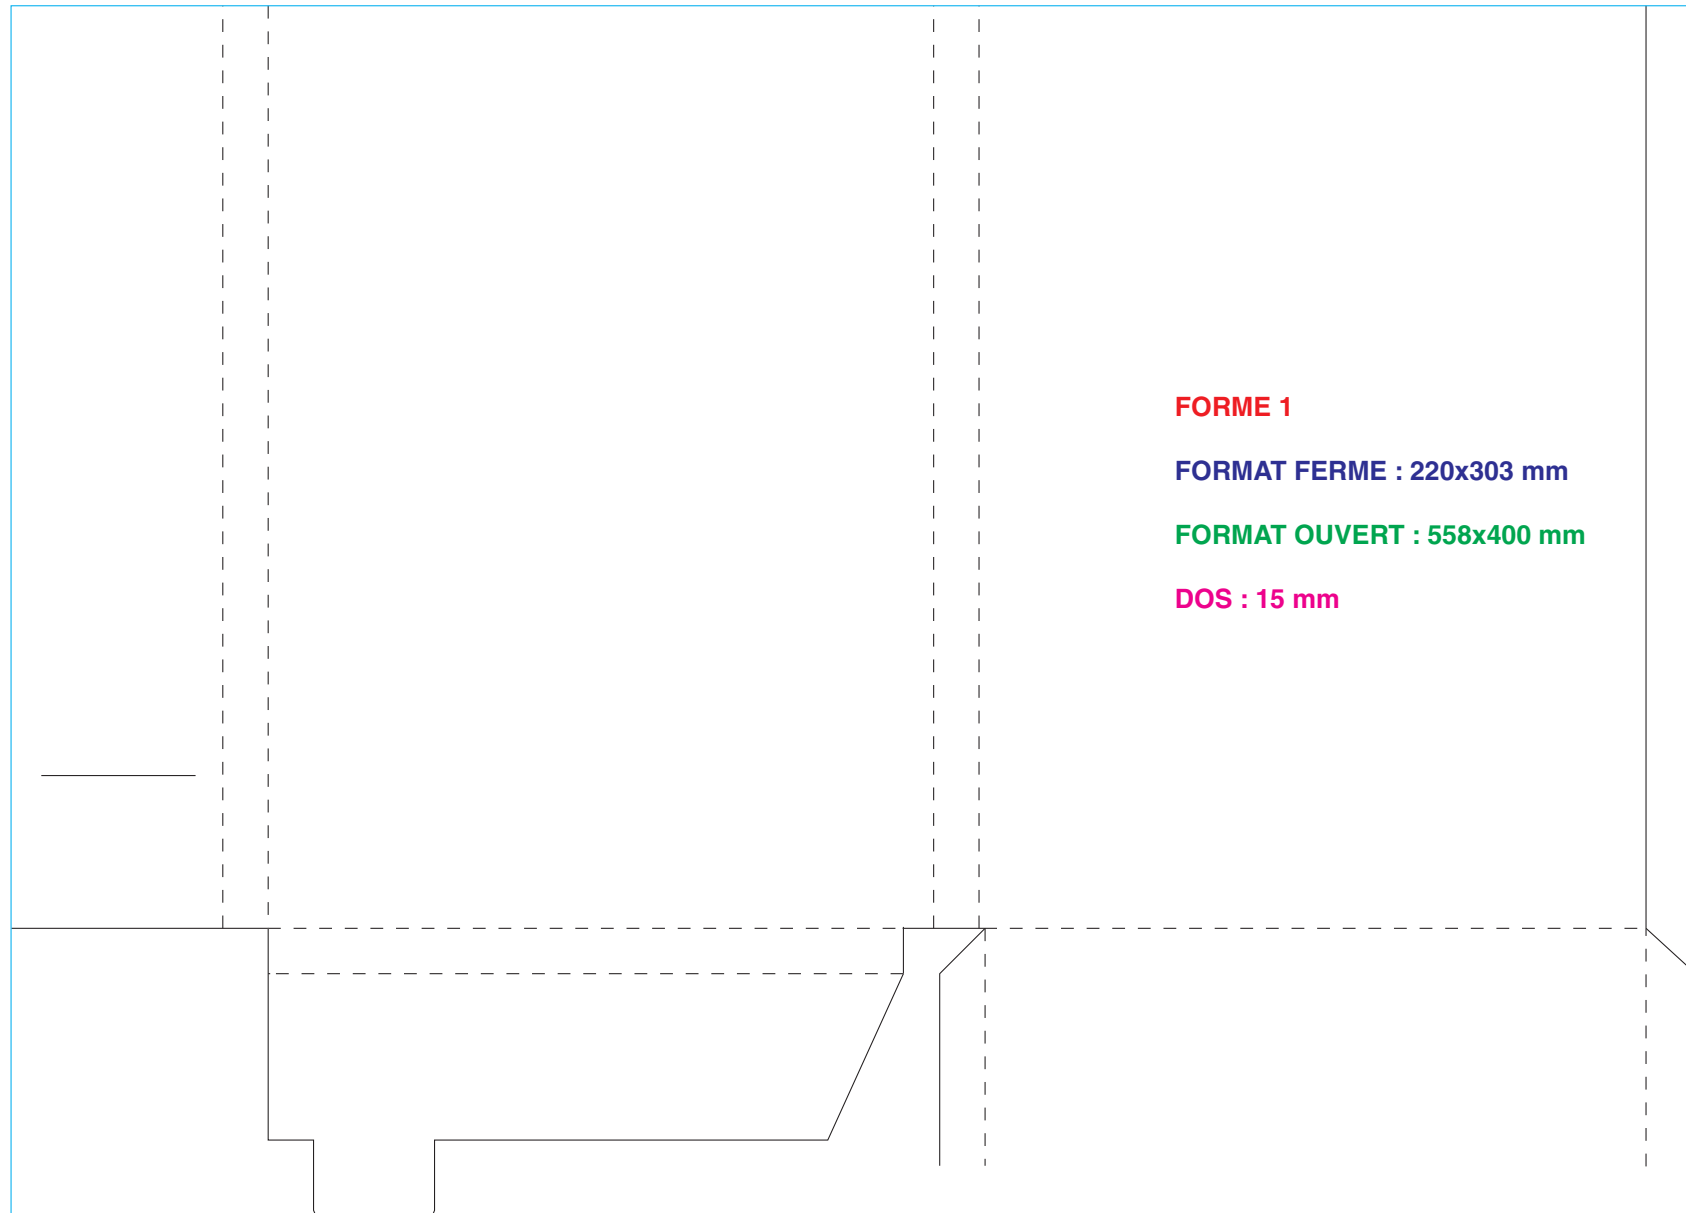 FORME 1
FORMAT FERME : 220x303 mm
FORMAT OUVERT : 558x400 mm
DOS : 15 mm